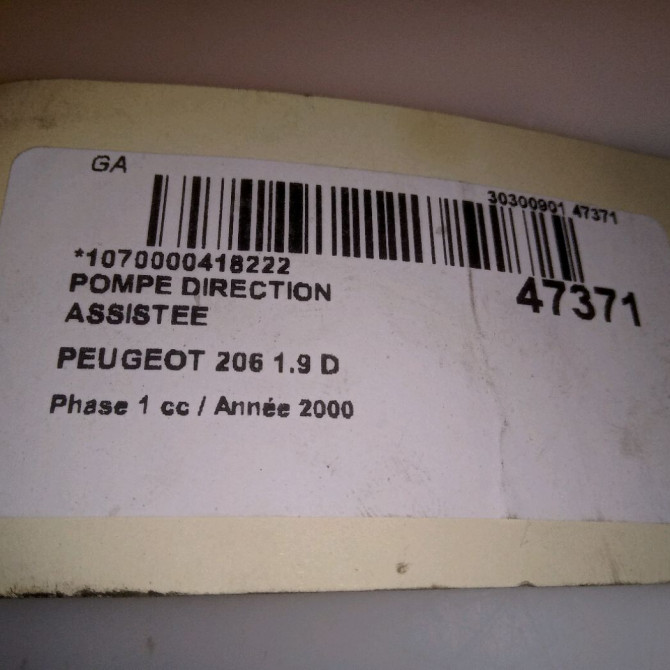 GA
30300901 47371
*1070000418222
47371
POMPE DIRECTION
ASSISTEE
PEUGEOT 206 1.9 D
Phase 1 cc / Année 2000